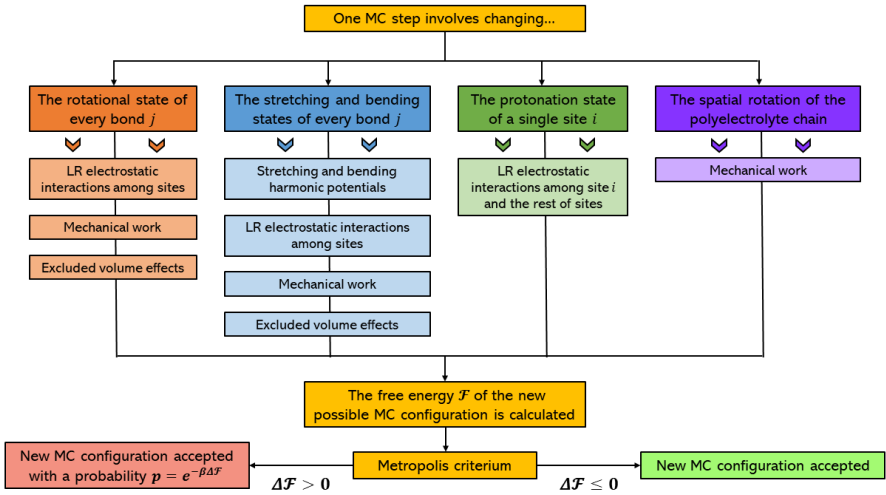 One MC step involves changing...
The rotational state of
every bond j
LR electrostatic
interactions among sites
Mechanical work
Excluded volume effects
The stretching and bending
states of every bond j
Stretching and bending
harmonic potentials
LR electrostatic interactions
among sites
Mechanical work
Excluded volume effects
The protonation state
of a single site i
LR electrostatic
interactions among site i
and the rest of sites
The spatial rotation of the
polyelectrolyte chain
Mechanical work
The free energy ℱ of the new
possible MC configuration is calculated
Metropolis criterium
New MC configuration accepted
with a probability p = e^{−βΔℱ}
Δℱ > 0
Δℱ ≤ 0
New MC configuration accepted